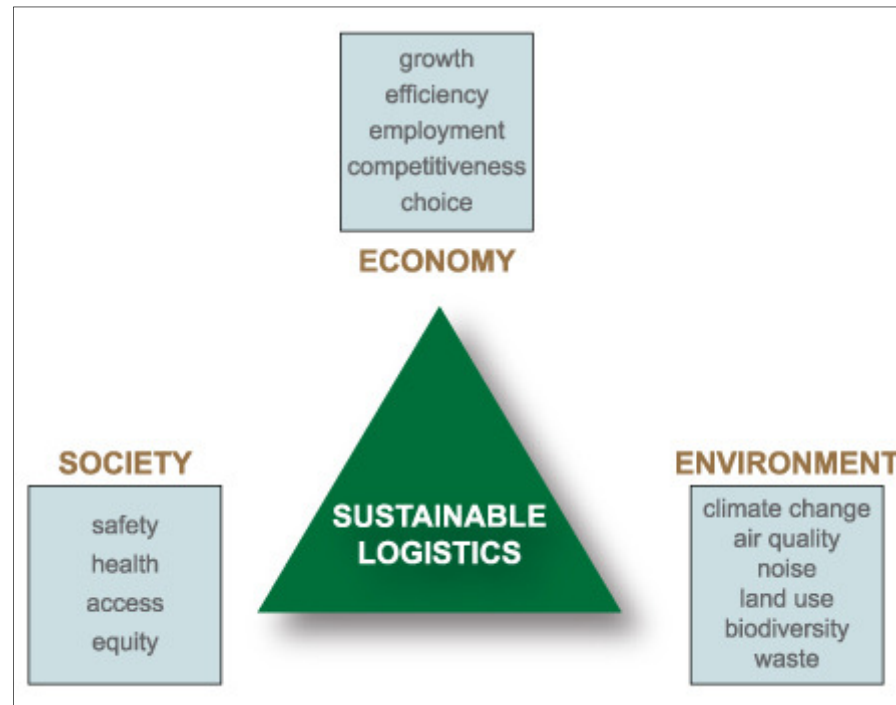 growth
efficiency
employment
competitiveness
choice
ECONOMY
SOCIETY
safety
health
access
equity
SUSTAINABLE
LOGISTICS
ENVIRONMENT
climate change
air quality
noise
land use
biodiversity
waste